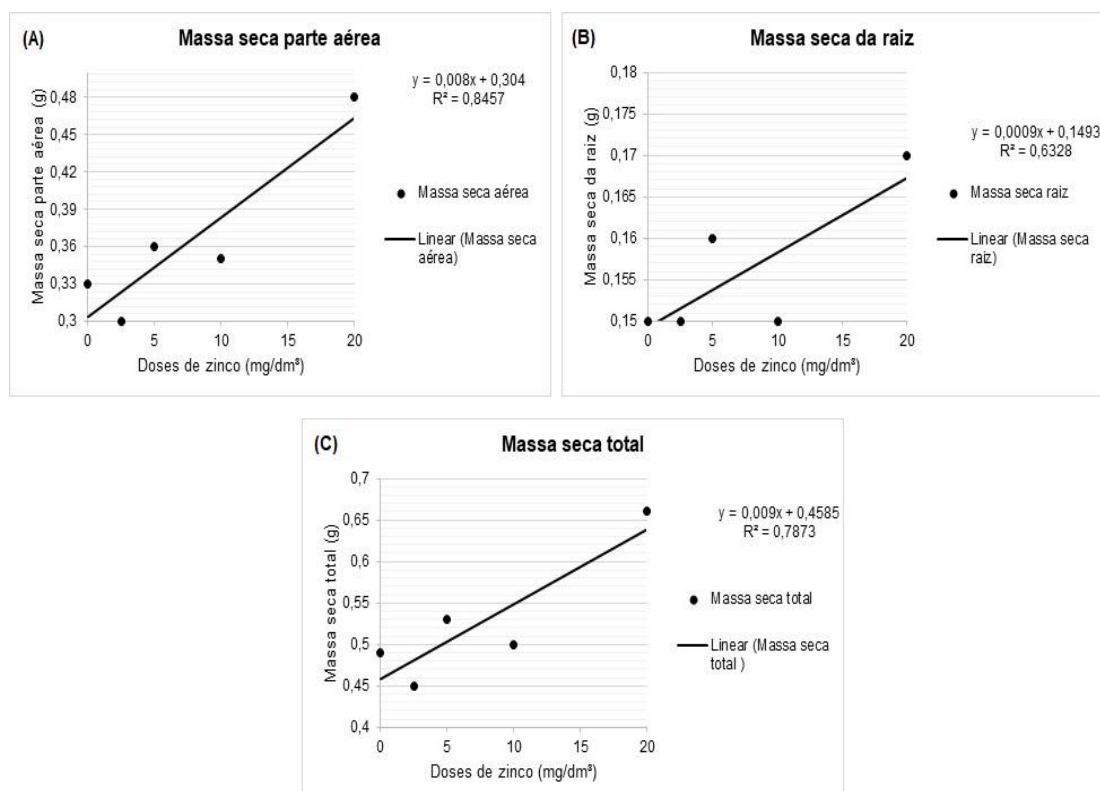 (A)
Massa seca parte aérea
y = 0,008x + 0,304
R² = 0,8457
Massa seca parte aérea (g)
0,48
0,45
0,42
0,39
0,36
0,33
0,3
0
5
10
15
20
Doses de zinco (mg/dm³)
Massa seca aérea
Linear (Massa seca
aérea)
(B)
Massa seca da raiz
y = 0,0009x + 0,1493
R² = 0,6328
Massa seca da raiz (g)
0,18
0,175
0,17
0,165
0,16
0,155
0,15
0
5
10
15
20
Doses de zinco (mg/dm³)
Massa seca raiz
Linear (Massa seca
raiz)
(C)
Massa seca total
y = 0,009x + 0,4585
R² = 0,7873
Massa seca total (g)
0,7
0,65
0,6
0,55
0,5
0,45
0,4
0
5
10
15
20
Doses de zinco (mg/dm³)
Massa seca total
Linear (Massa seca
total )